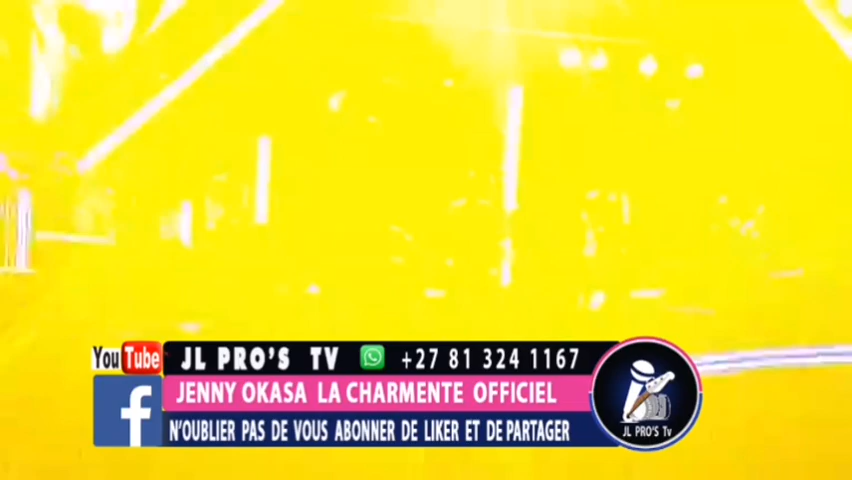 YouTube JL PRO'S TV +27 81 324 1167
JENNY OKASA LA CHARMENTE OFFICIEL
f N'OUBLIER PAS DE VOUS ABONNER DE LIKER ET DE PARTAGER
JL PRO'S Tv